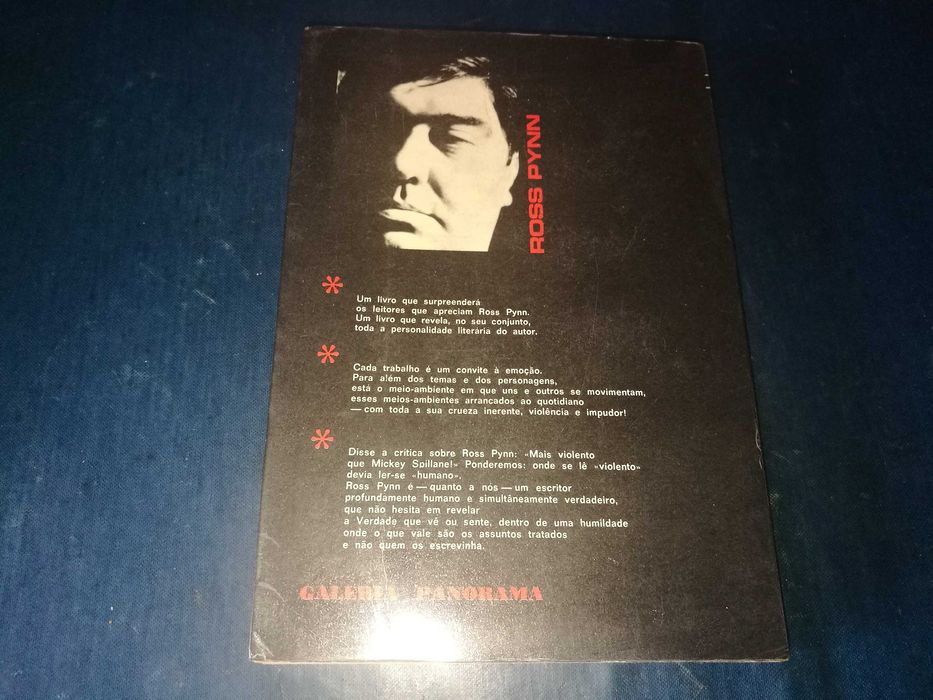 ROSS PYNN
*
Um livro que surpreenderá
os leitores que apreciam Ross Pynn.
Um livro que revela, no seu conjunto,
toda a personalidade literária do autor.
*
Cada trabalho é um convite à emoção.
Para além dos temas e dos personagens,
está o meio-ambiente em que uns e outros se movimentam,
esses meios-ambientes arrancados ao quotidiano
— com toda a sua crueza inerente, violência e impudor!
*
Disse a crítica sobre Ross Pynn: «Mais violento
que Mickey Spillane!» Ponderemos: onde se lê «violento»
devia ler-se «humano».
Ross Pynn é — quanto a nós — um escritor
profundamente humano e simultâneamente verdadeiro,
que não hesita em revelar
a Verdade que vê ou sente, dentro de uma humildade
onde o que vale são os assuntos tratados
e não quem os escrevinha.
GALERIA PANORAMA